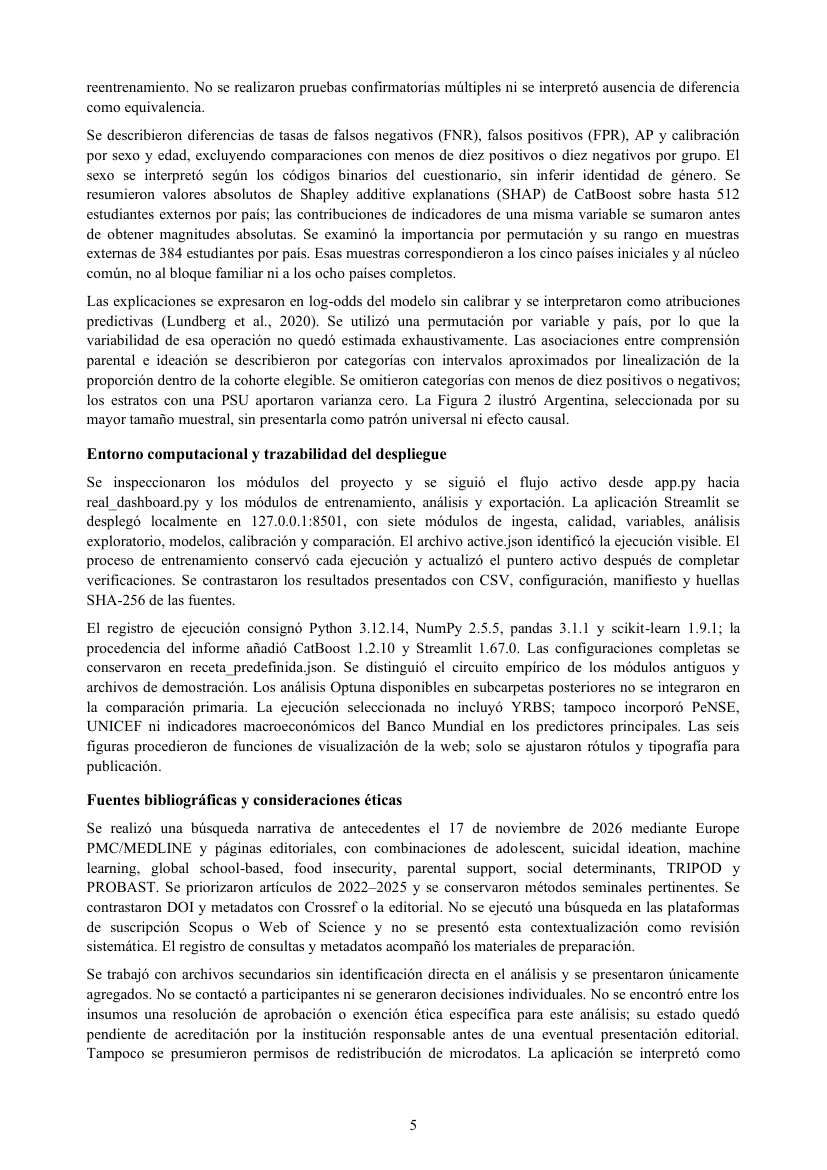 reentrenamiento. No se realizaron pruebas confirmatorias múltiples ni se interpretó ausencia de diferencia
como equivalencia.
Se describieron diferencias de tasas de falsos negativos (FNR), falsos positivos (FPR), AP y calibración
por sexo y edad, excluyendo comparaciones con menos de diez positivos o diez negativos por grupo. El
sexo se interpretó según los códigos binarios del cuestionario, sin inferir identidad de género. Se
resumieron valores absolutos de Shapley additive explanations (SHAP) de CatBoost sobre hasta 512
estudiantes externos por país; las contribuciones de indicadores de una misma variable se sumaron antes
de obtener magnitudes absolutas. Se examinó la importancia por permutación y su rango en muestras
externas de 384 estudiantes por país. Esas muestras correspondieron a los cinco países iniciales y al núcleo
común, no al bloque familiar ni a los ocho países completos.
Las explicaciones se expresaron en log-odds del modelo sin calibrar y se interpretaron como atribuciones
predictivas (Lundberg et al., 2020). Se utilizó una permutación por variable y país, por lo que la
variabilidad de esa operación no quedó estimada exhaustivamente. Las asociaciones entre comprensión
parental e ideación se describieron por categorías con intervalos aproximados por linealización de la
proporción dentro de la cohorte elegible. Se omitieron categorías con menos de diez positivos o negativos;
los estratos con una PSU aportaron varianza cero. La Figura 2 ilustró Argentina, seleccionada por su
mayor tamaño muestral, sin presentarla como patrón universal ni efecto causal.
Entorno computacional y trazabilidad del despliegue
Se inspeccionaron los módulos del proyecto y se siguió el flujo activo desde app.py hacia
real_dashboard.py y los módulos de entrenamiento, análisis y exportación. La aplicación Streamlit se
desplegó localmente en 127.0.0.1:8501, con siete módulos de ingesta, calidad, variables, análisis
exploratorio, modelos, calibración y comparación. El archivo active.json identificó la ejecución visible. El
proceso de entrenamiento conservó cada ejecución y actualizó el puntero activo después de completar
verificaciones. Se contrastaron los resultados presentados con CSV, configuración, manifiesto y huellas
SHA-256 de las fuentes.
El registro de ejecución consignó Python 3.12.14, NumPy 2.5.5, pandas 3.1.1 y scikit-learn 1.9.1; la
procedencia del informe añadió CatBoost 1.2.10 y Streamlit 1.67.0. Las configuraciones completas se
conservaron en receta_predefinida.json. Se distinguió el circuito empírico de los módulos antiguos y
archivos de demostración. Los análisis Optuna disponibles en subcarpetas posteriores no se integraron en
la comparación primaria. La ejecución seleccionada no incluyó YRBS; tampoco incorporó PeNSE,
UNICEF ni indicadores macroeconómicos del Banco Mundial en los predictores principales. Las seis
figuras procedieron de funciones de visualización de la web; solo se ajustaron rótulos y tipografía para
publicación.
Fuentes bibliográficas y consideraciones éticas
Se realizó una búsqueda narrativa de antecedentes el 17 de noviembre de 2026 mediante Europe
PMC/MEDLINE y páginas editoriales, con combinaciones de adolescent, suicidal ideation, machine
learning, global school-based, food insecurity, parental support, social determinants, TRIPOD y
PROBAST. Se priorizaron artículos de 2022–2025 y se conservaron métodos seminales pertinentes. Se
contrastaron DOI y metadatos con Crossref o la editorial. No se ejecutó una búsqueda en las plataformas
de suscripción Scopus o Web of Science y no se presentó esta contextualización como revisión
sistemática. El registro de consultas y metadatos acompañó los materiales de preparación.
Se trabajó con archivos secundarios sin identificación directa en el análisis y se presentaron únicamente
agregados. No se contactó a participantes ni se generaron decisiones individuales. No se encontró entre los
insumos una resolución de aprobación o exención ética específica para este análisis; su estado quedó
pendiente de acreditación por la institución responsable antes de una eventual presentación editorial.
Tampoco se presumieron permisos de redistribución de microdatos. La aplicación se interpretó como
5